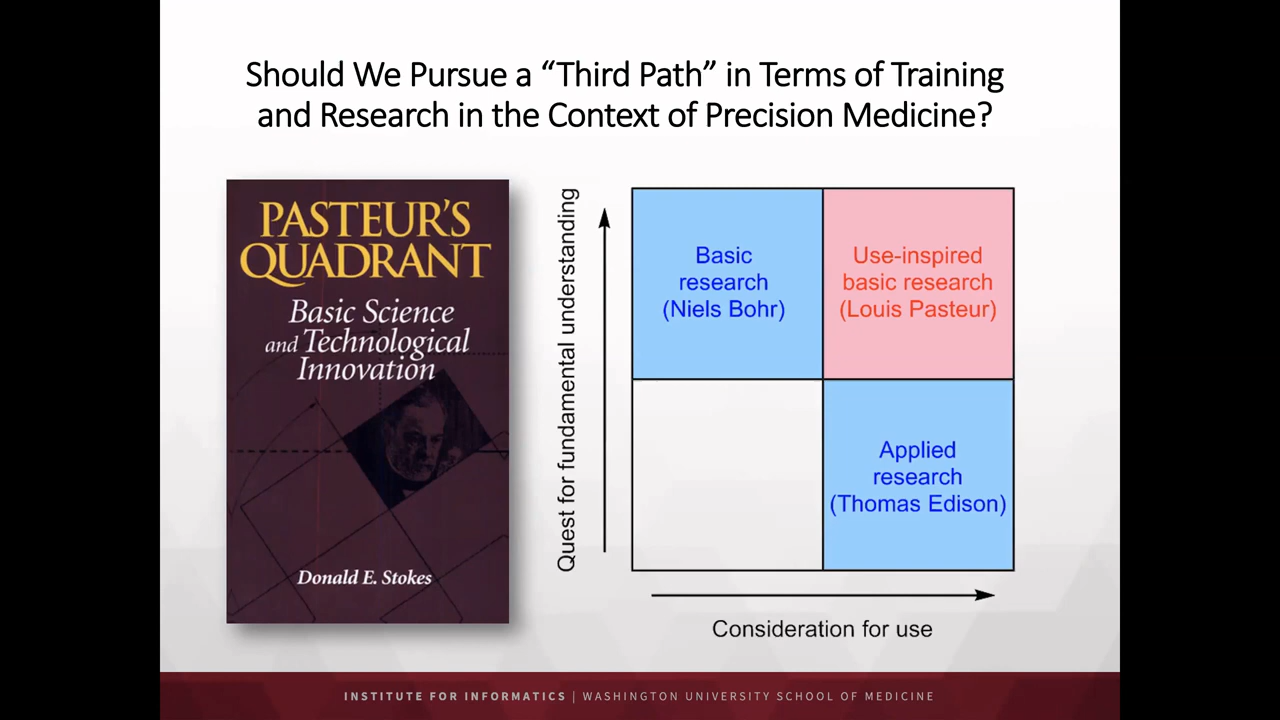 Should We Pursue a “Third Path” in Terms of Training
and Research in the Context of Precision Medicine?
PASTEUR'S
QUADRANT
Basic Science
and Technological
Innovation
Donald E. Stokes
Quest for fundamental understanding
Basic
research
(Niels Bohr)
Use-inspired
basic research
(Louis Pasteur)
Applied
research
(Thomas Edison)
Consideration for use
INSTITUTE FOR INFORMATICS | WASHINGTON UNIVERSITY SCHOOL OF MEDICINE